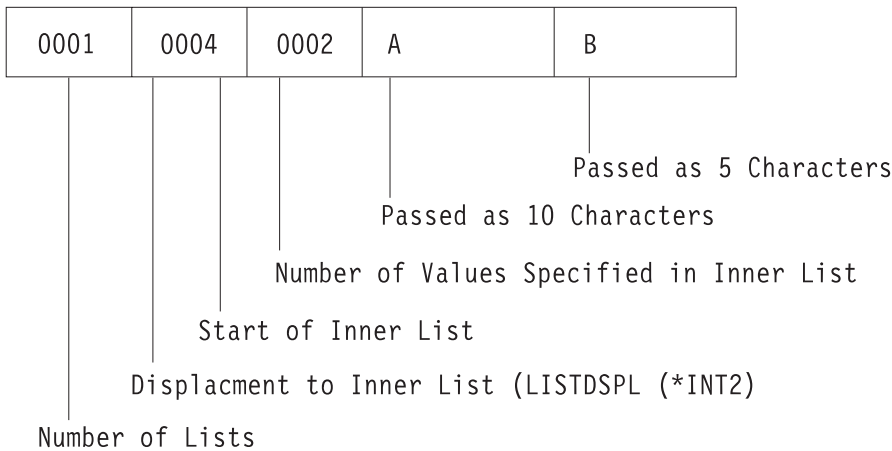 0001 0004 0002 A B
Passed as 5 Characters
Passed as 10 Characters
Number of Values Specified in Inner List
Start of Inner List
Displacment to Inner List (LISTDSPL (*INT2)
Number of Lists